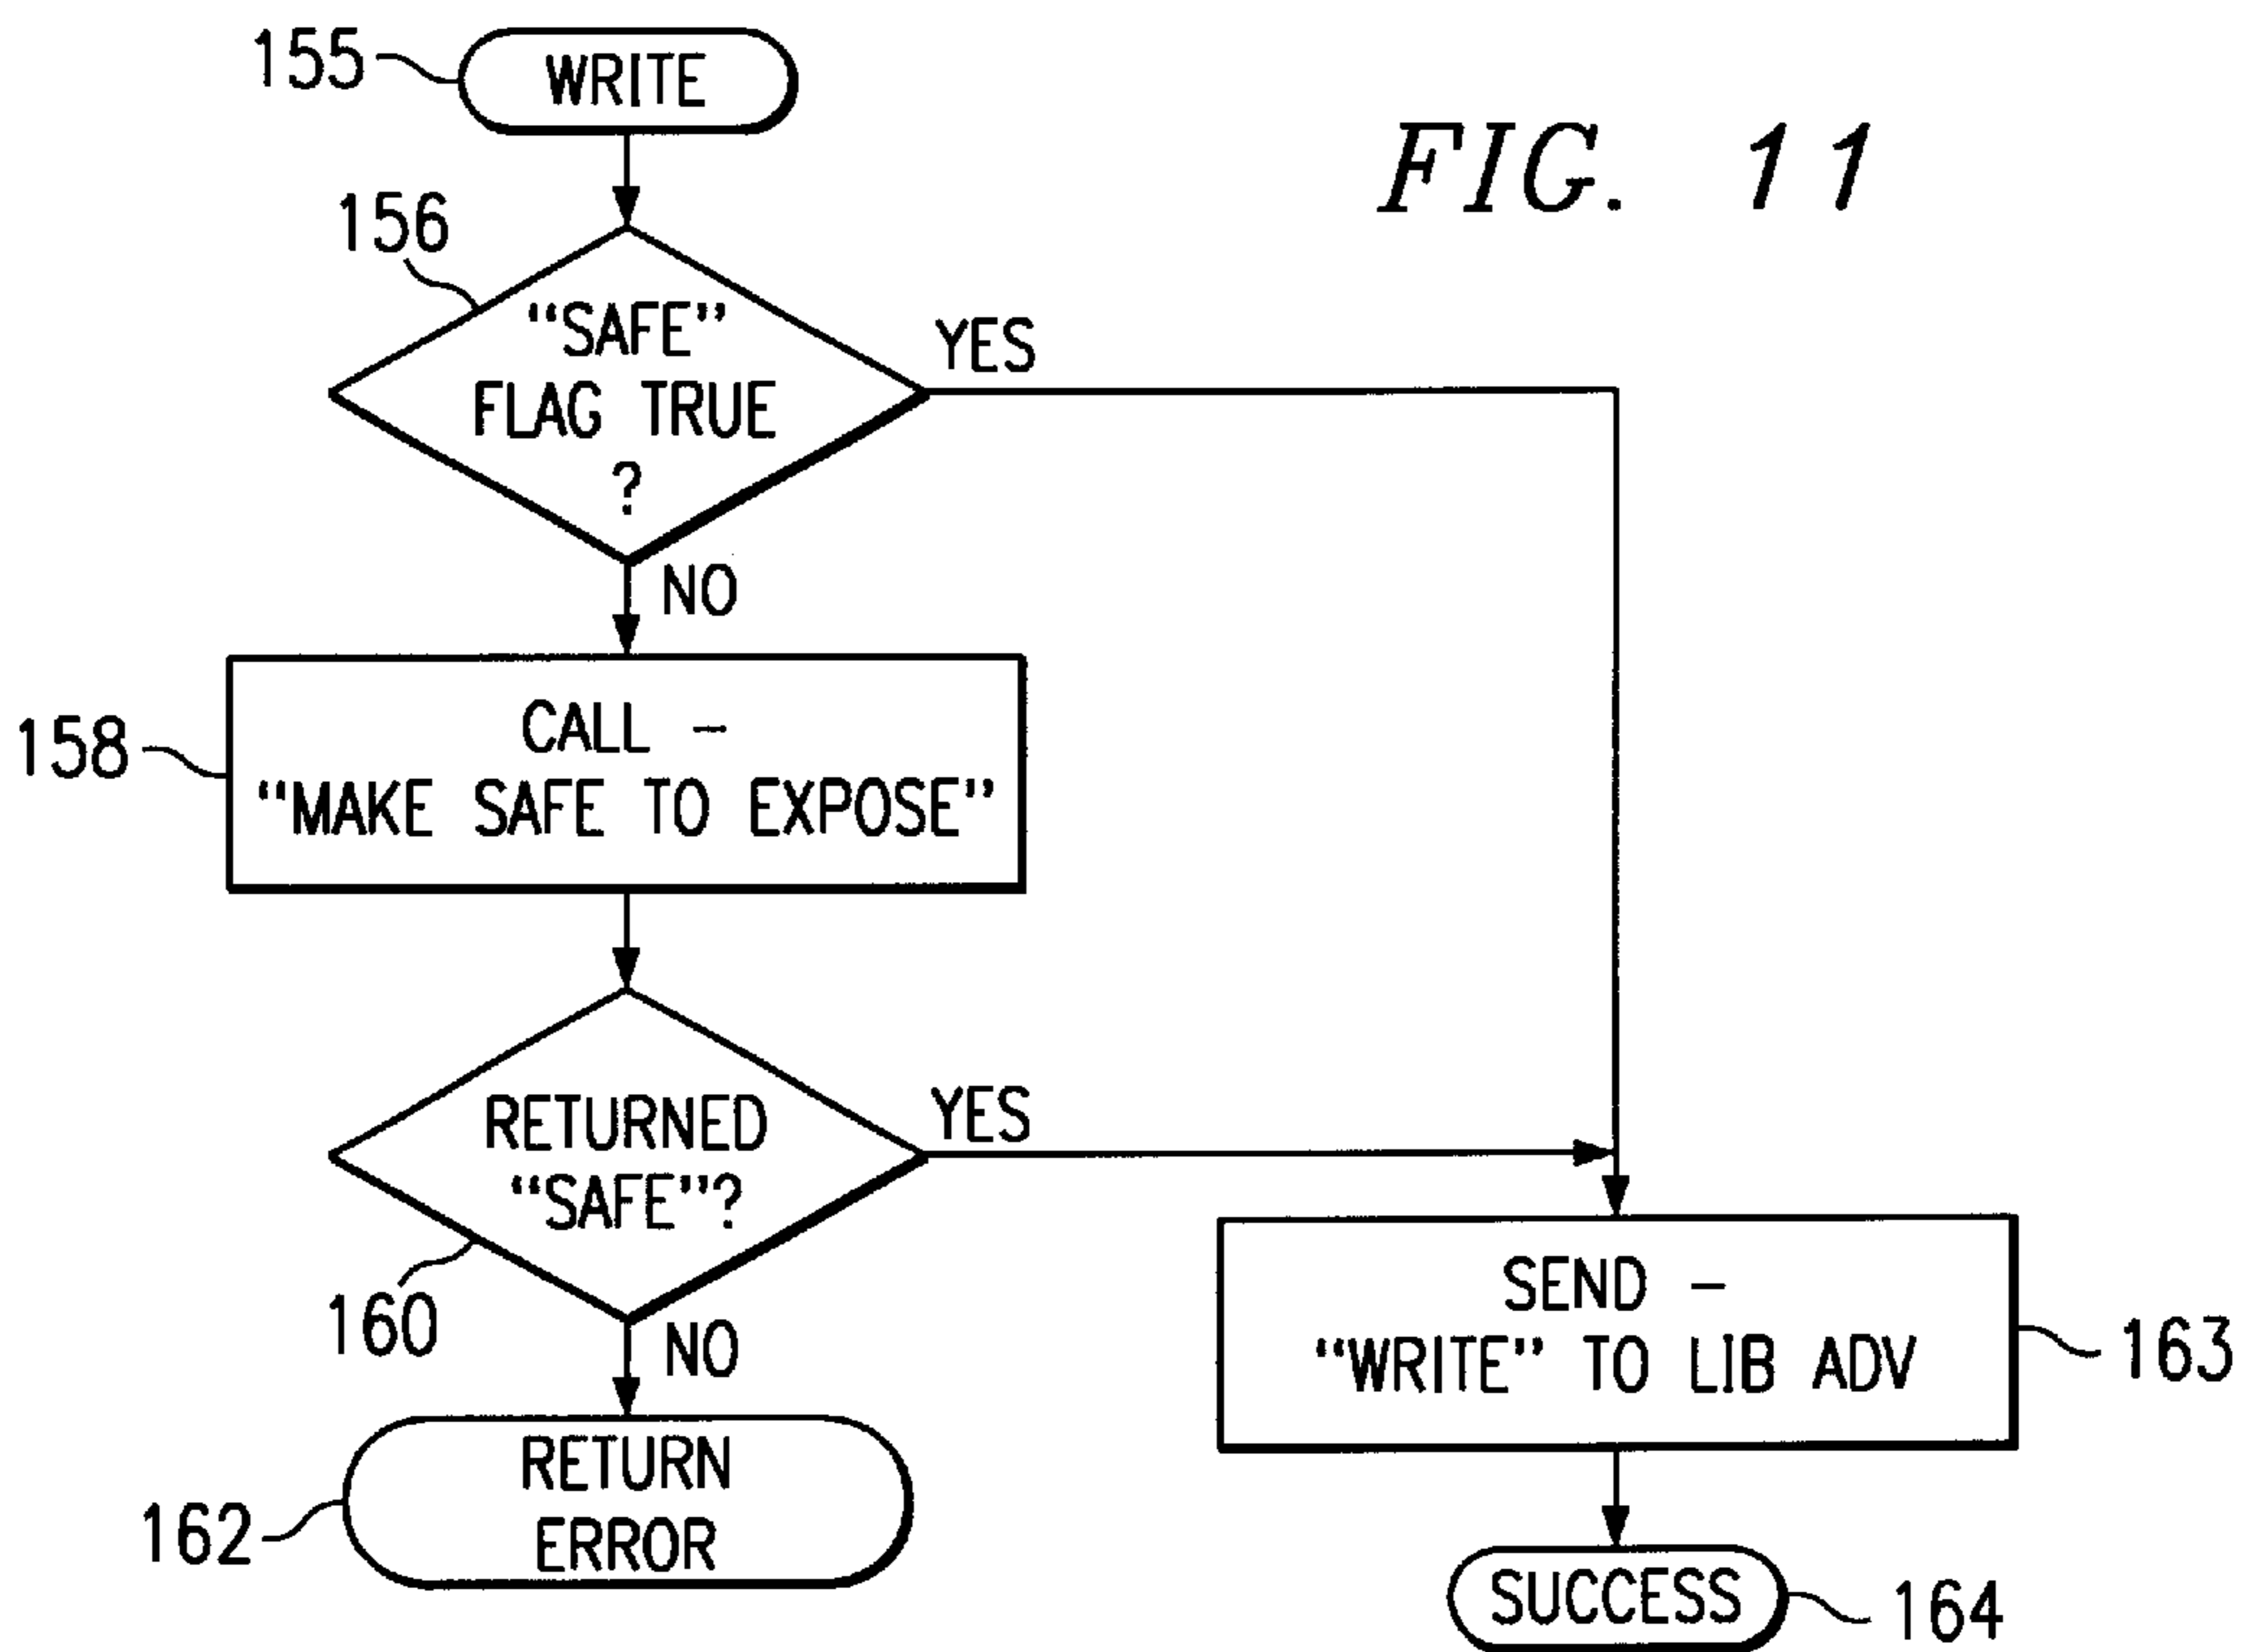 155
WRITE
FIG. 11
156
“SAFE”
FLAG TRUE
?
YES
NO
158
CALL –
“MAKE SAFE TO EXPOSE”
RETURNED
“SAFE”?
YES
160
NO
SEND –
“WRITE” TO LIB ADV
163
RETURN
ERROR
162
SUCCESS
164